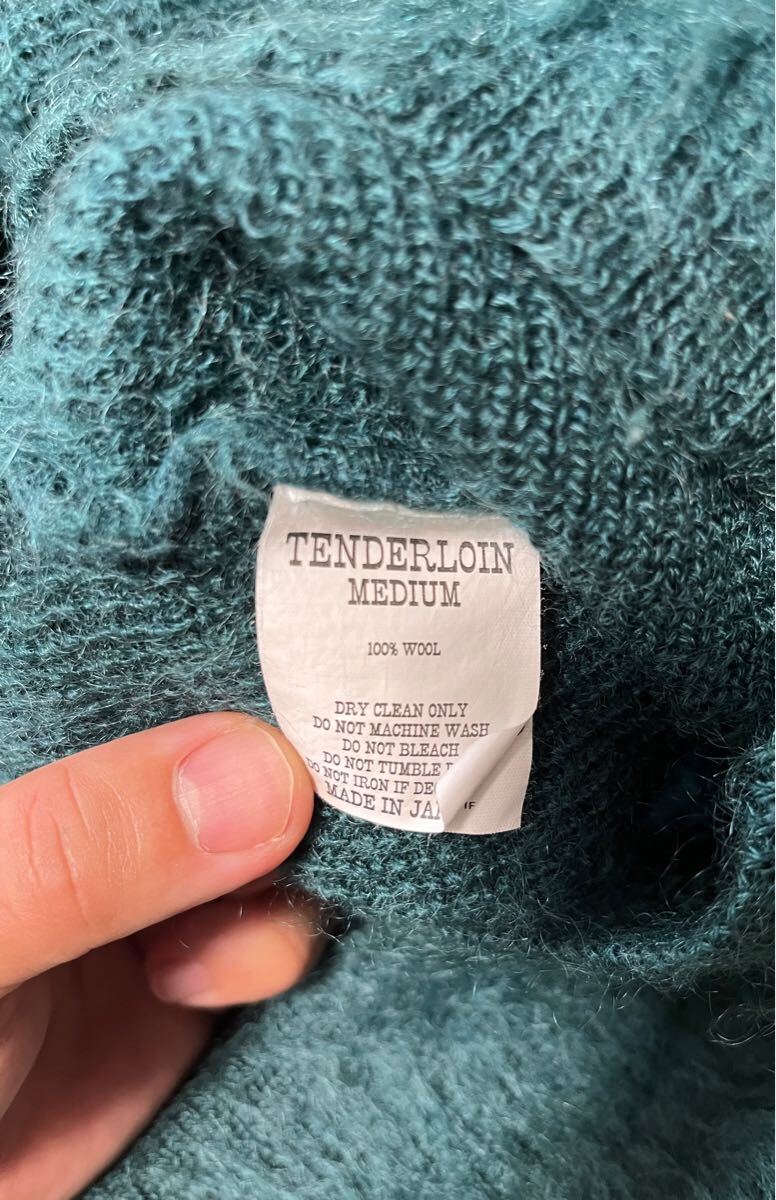 TENDERLOIN
MEDIUM
100% WOOL
DRY CLEAN ONLY
DO NOT MACHINE WASH
DO NOT BLEACH
DO NOT TUMBLE
DO NOT IRON IF
MADE IN
IF